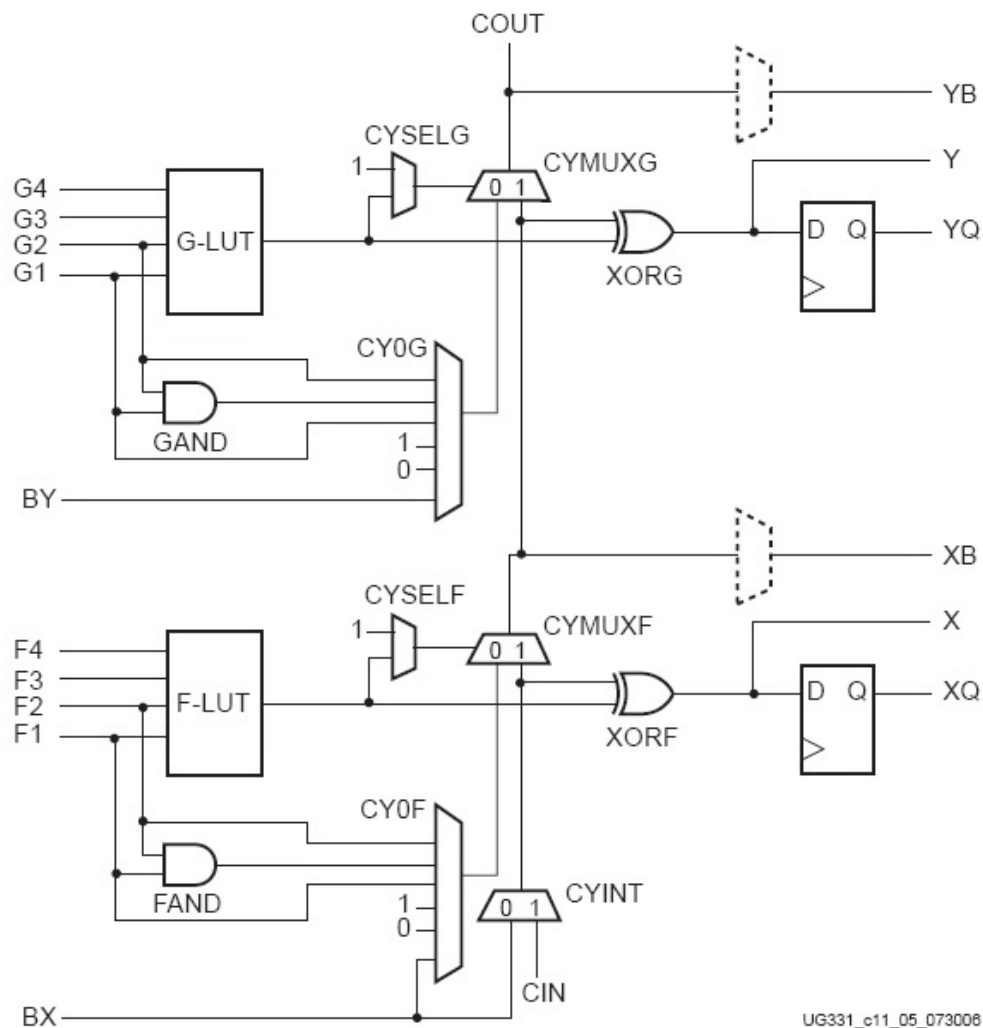 COUT
YB
CYSELG
1
CYMUXG
Y
0 1
G4
G3
G2
G1
G-LUT
D Q
YQ
XORG
CY0G
GAND
1
0
BY
XB
CYSELF
1
CYMUXF
X
0 1
F4
F3
F2
F1
F-LUT
D Q
XQ
XORF
CY0F
FAND
1
0
CYINT
0 1
CIN
BX
UG331_c11_05_073006